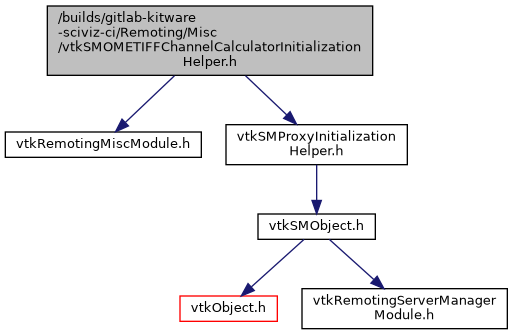 /builds/gitlab-kitware
-sciviz-ci/Remoting/Misc
/vtkSMOMETIFFChannelCalculatorInitialization
Helper.h
vtkRemotingMiscModule.h
vtkSMProxyInitialization
Helper.h
vtkSMObject.h
vtkObject.h
vtkRemotingServerManager
Module.h